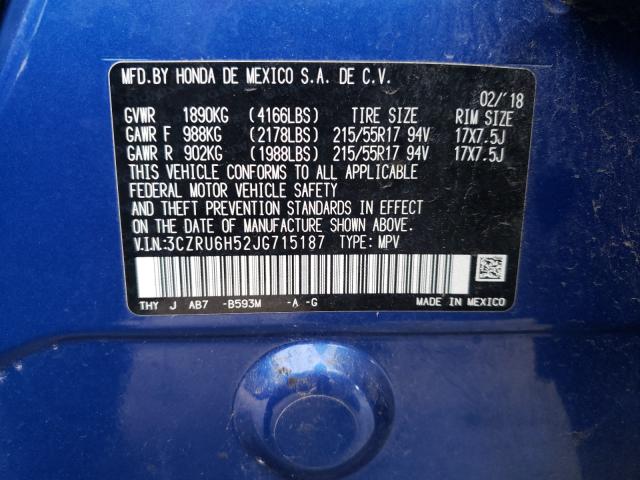 MFD.BY HONDA DE MEXICO S.A. DE C.V.
02/'18
GVWR 1890KG (4166LBS) TIRE SIZE RIM SIZE
GAWR F 988KG (2178LBS) 215/55R17 94V 17X7.5J
GAWR R 902KG (1988LBS) 215/55R17 94V 17X7.5J
THIS VEHICLE CONFORMS TO ALL APPLICABLE
FEDERAL MOTOR VEHICLE SAFETY
AND THEFT PREVENTION STANDARDS IN EFFECT
ON THE DATE OF MANUFACTURE SHOWN ABOVE.
V.I.N:3CZRU6H52JG715187 TYPE: MPV
THY J AB7 -B593M -A -G MADE IN MEXICO